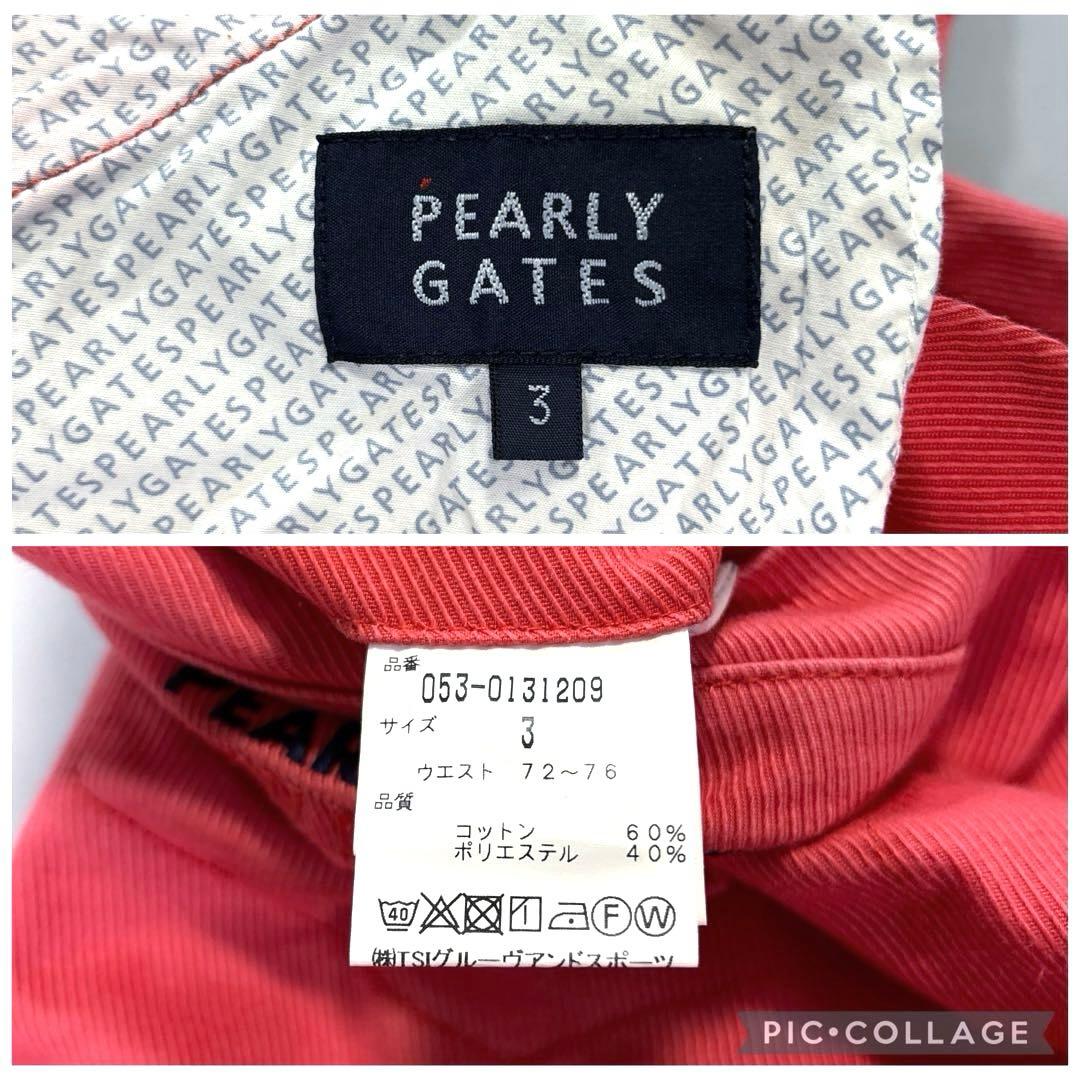 PEARLY
GATES
3
PEAR
品番
053-0131209
サイズ
3
ウエスト 72～76
品質
コットン 60%
ポリエステル 40%
40
F W
㈱TSIグルーヴアンドスポーツ
PIC•COLLAGE